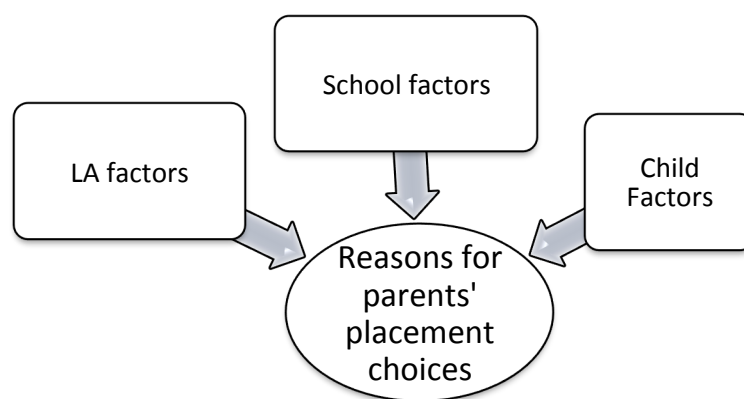 School factors
LA factors
Child
Factors
Reasons for
parents'
placement
choices